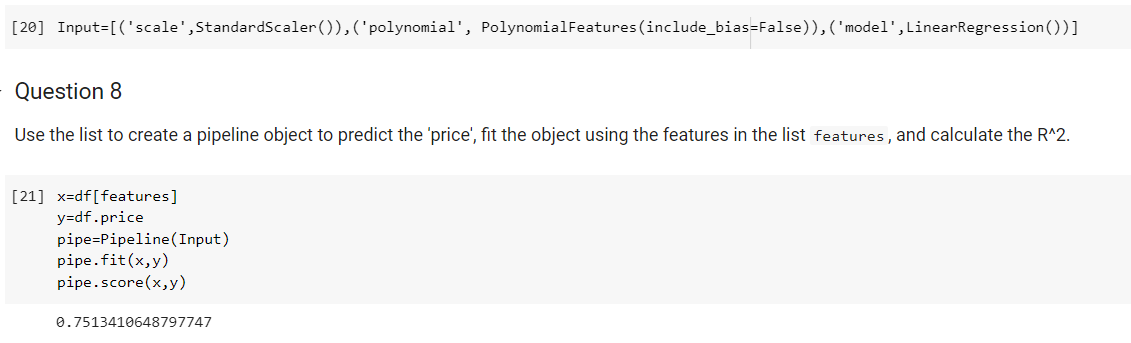 [20] Input=[('scale',StandardScaler()),('polynomial', PolynomialFeatures(include_bias=False)),('model',LinearRegression())]
Question 8
Use the list to create a pipeline object to predict the 'price', fit the object using the features in the list features, and calculate the R^2.
[21] x=df[features]
y=df.price
pipe=Pipeline(Input)
pipe.fit(x,y)
pipe.score(x,y)
0.7513410648797747